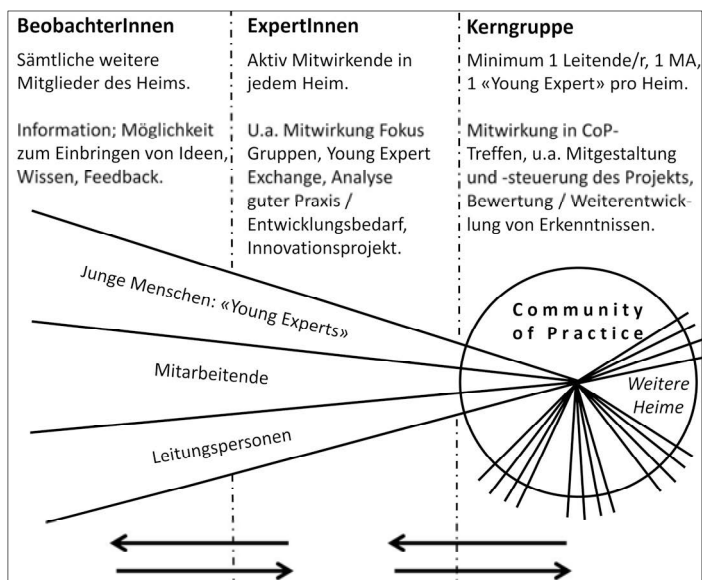 BeobachterInnen
Sämtliche weitere
Mitglieder des Heims.
Information; Möglichkeit
zum Einbringen von Ideen,
Wissen, Feedback.
ExpertInnen
Aktiv Mitwirkende in
jedem Heim.
U.a. Mitwirkung Fokus
Gruppen, Young Expert
Exchange, Analyse
guter Praxis /
Entwicklungsbedarf,
Innovationsprojekt.
Kerngruppe
Minimum 1 Leitende/r, 1 MA,
1 «Young Expert» pro Heim.
Mitwirkung in CoP-
Treffen, u.a. Mitgestaltung
und -steuerung des Projekts,
Bewertung / Weiterentwick-
lung von Erkenntnissen.
Junge Menschen: «Young Experts»
Mitarbeitende
Leitungspersonen
Community
of Practice
Weitere
Heime